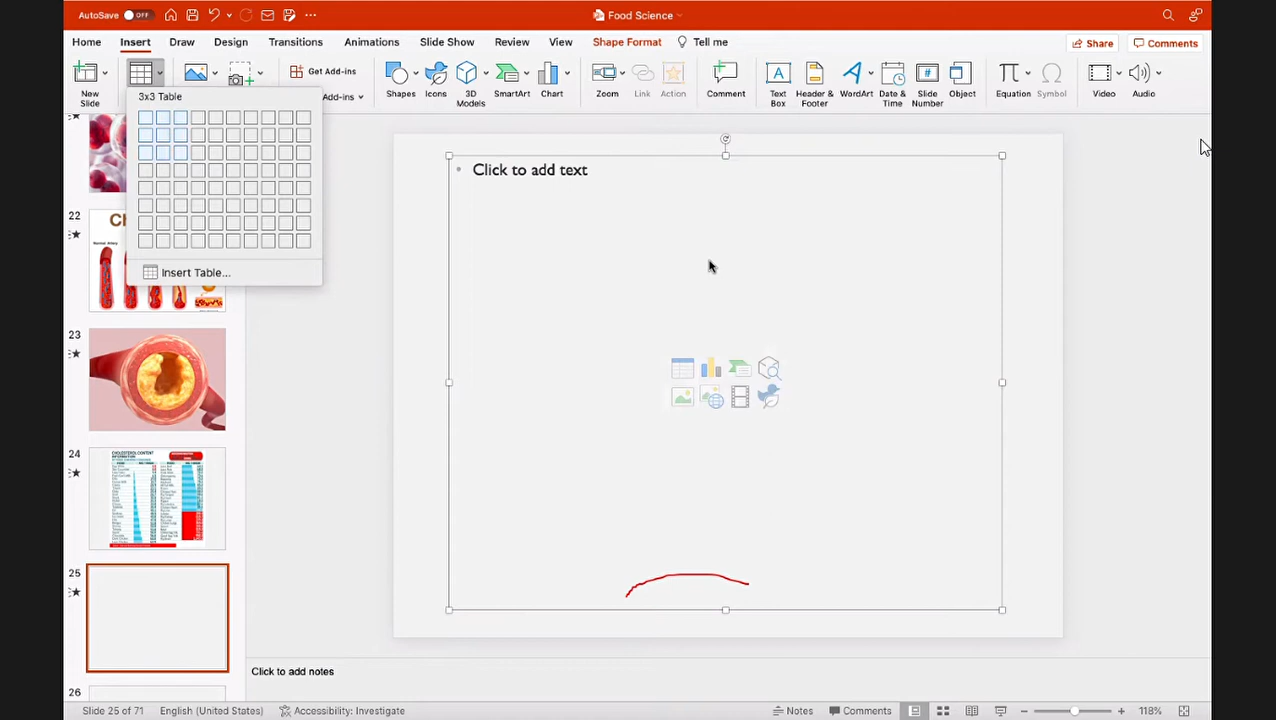 AutoSave OFF
Food Science
Home Insert Draw Design Transitions Animations Slide Show Review View Shape Format Tell me
Share Comments
New Slide
Get Add-ins
Add-ins
Shapes Icons 3D Models SmartArt Chart Zoom Link Action Comment Text Box Header & Footer WordArt Date & Time Slide Number Object Equation Symbol Video Audio
3x3 Table
Insert Table...
Click to add text
22
Normal Artery
23
24
CHOLESTEROL CONTENT
25
26
Click to add notes
Slide 25 of 71 English (United States) Accessibility: Investigate Notes Comments 118%